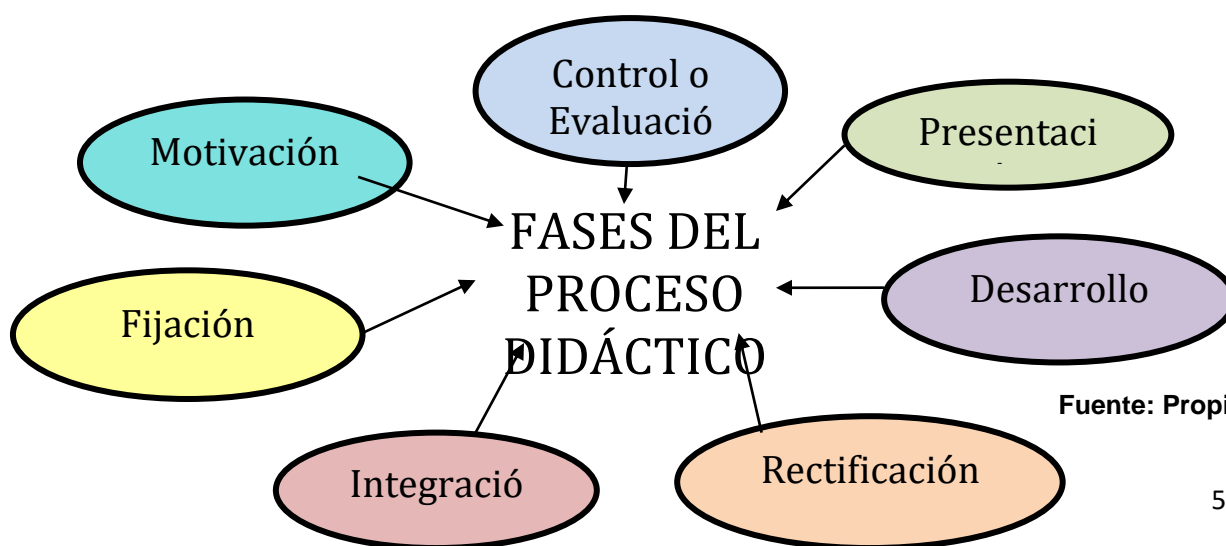 Control o
Evaluació
Motivación
Presentaci
FASES DEL
PROCESO
DIDÁCTICO
Desarrollo
Fijación
Fuente: Propi
Integració
Rectificación
5